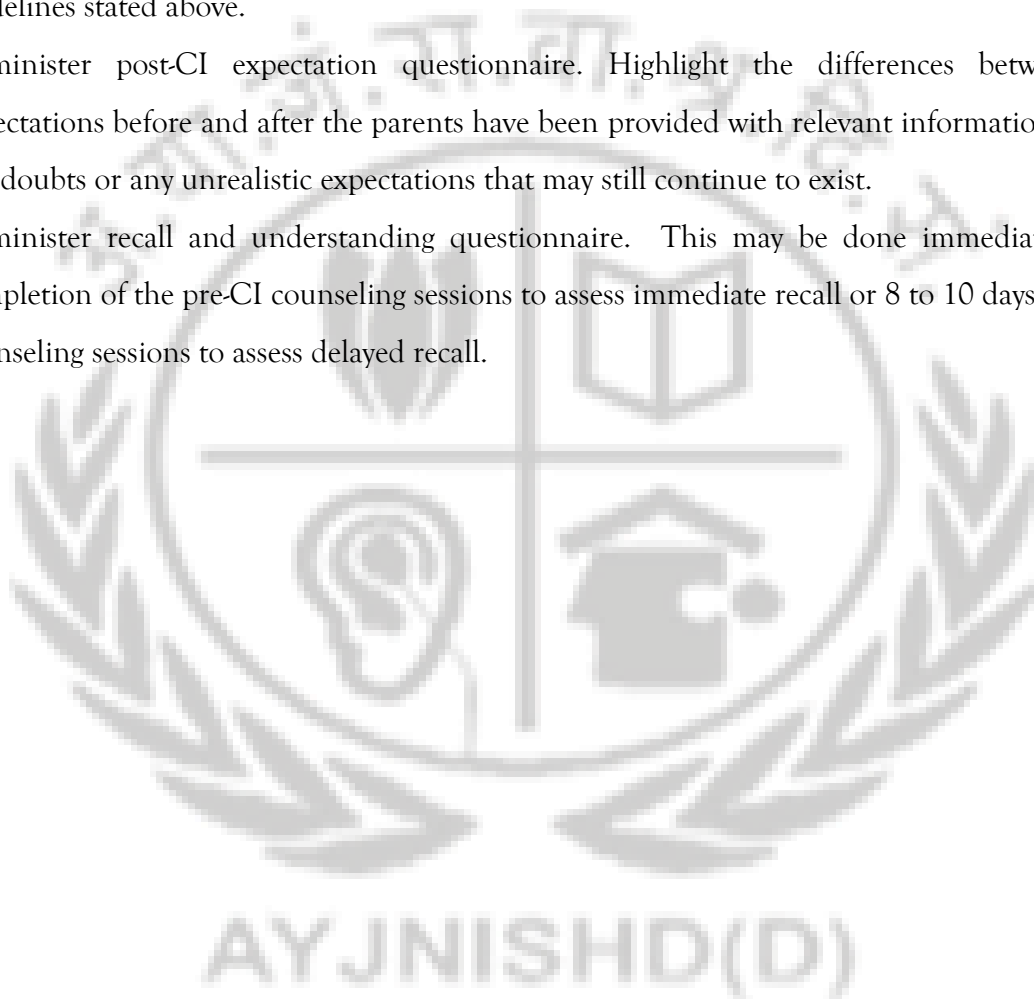 delines stated above.
minister post-CI expectation questionnaire. Highlight the differences betw
ectations before and after the parents have been provided with relevant informatio
doubts or any unrealistic expectations that may still continue to exist.
minister recall and understanding questionnaire. This may be done immedia
npletion of the pre-CI counseling sessions to assess immediate recall or 8 to 10 days
nseling sessions to assess delayed recall.
AYJNISHD(D)